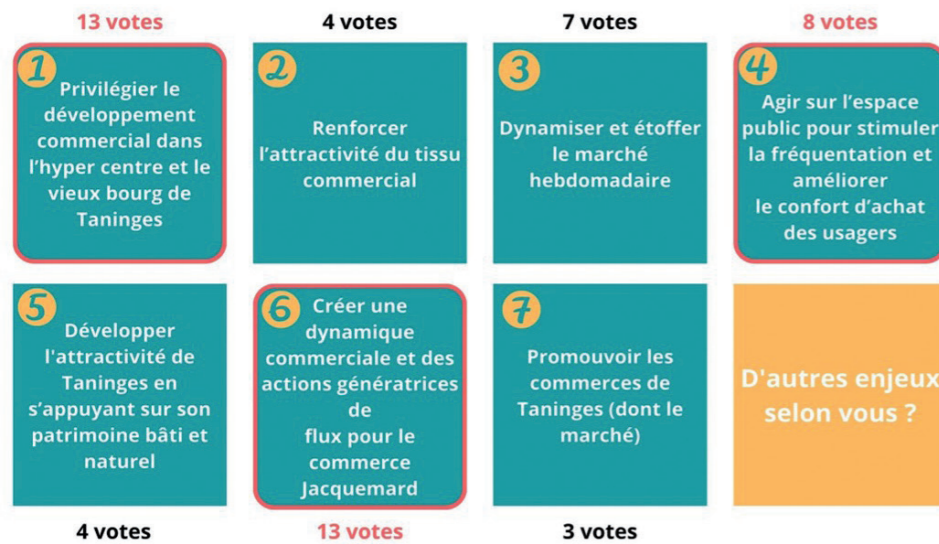 13 votes
1
Privilégier le
développement
commercial dans
l'hyper centre et le
vieux bourg de
Taninges
4 votes
2
Renforcer
l'attractivité du tissu
commercial
7 votes
3
Dynamiser et étoffer
le marché
hebdomadaire
8 votes
4
Agir sur l'espace
public pour stimuler
la fréquentation et
améliorer
le confort d'achat
des usagers
5
Développer
l'attractivité de
Taninges en
s'appuyant sur son
patrimoine bâti et
naturel
4 votes
6
Créer une
dynamique
commerciale et des
actions génératrices
de
flux pour le
commerce
Jacquemard
13 votes
7
Promouvoir les
commerces de
Taninges (dont le
marché)
3 votes
D'autres enjeux
selon vous ?